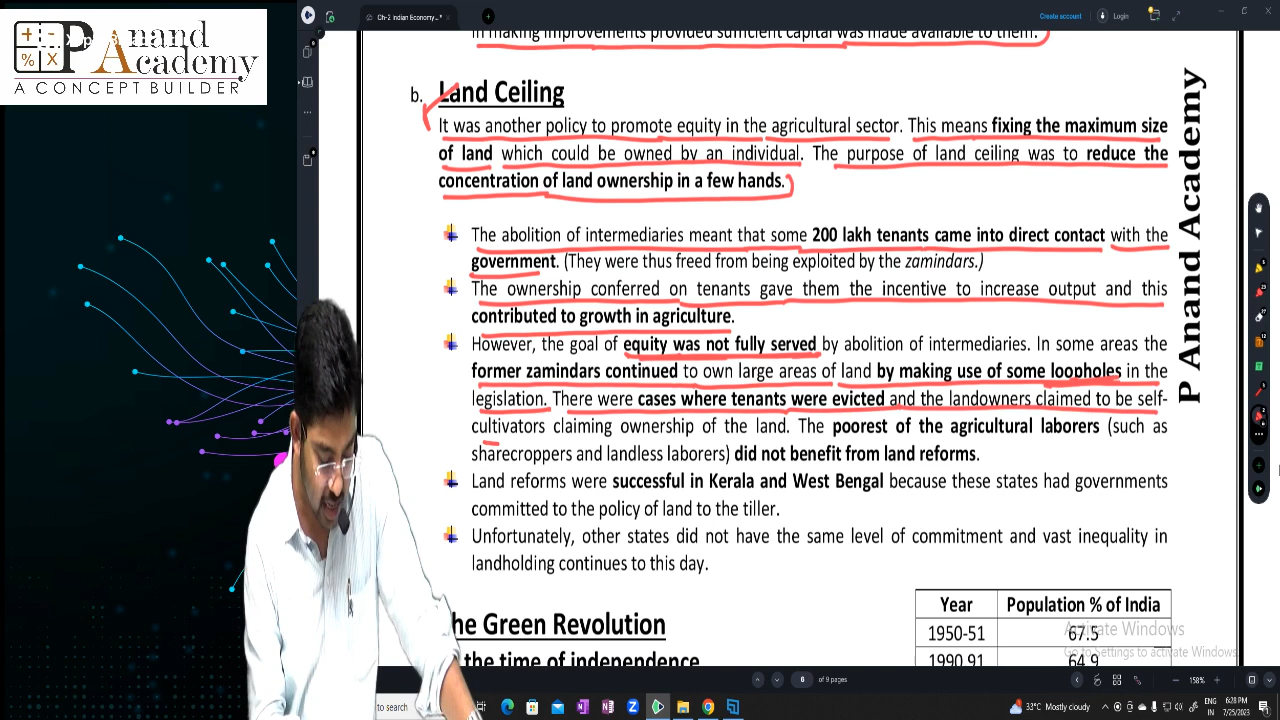 Anand
Academy
A CONCEPT BUILDER
Ch-2 Indian Economy...*
Create account
Login
in making improvements provided sufficient capital was made available to them.
b. Land Ceiling
It was another policy to promote equity in the agricultural sector. This means fixing the maximum size
of land which could be owned by an individual. The purpose of land ceiling was to reduce the
concentration of land ownership in a few hands.
The abolition of intermediaries meant that some 200 lakh tenants came into direct contact with the
government. (They were thus freed from being exploited by the zamindars.)
The ownership conferred on tenants gave them the incentive to increase output and this
contributed to growth in agriculture.
However, the goal of equity was not fully served by abolition of intermediaries. In some areas the
former zamindars continued to own large areas of land by making use of some loopholes in the
legislation. There were cases where tenants were evicted and the landowners claimed to be self-
cultivators claiming ownership of the land. The poorest of the agricultural laborers (such as
sharecroppers and landless laborers) did not benefit from land reforms.
Land reforms were successful in Kerala and West Bengal because these states had governments
committed to the policy of land to the tiller.
Unfortunately, other states did not have the same level of commitment and vast inequality in
landholding continues to this day.
P Anand Academy
he Green Revolution
the time of independence
Year Population % of India
1950-51 67.5
1990 91 64.9
Activate Windows
Go to Settings to activate Windows
6 of 9 pages
158%
to search
33°C Mostly cloudy
ENG
IN
6:28 PM
7/25/2023